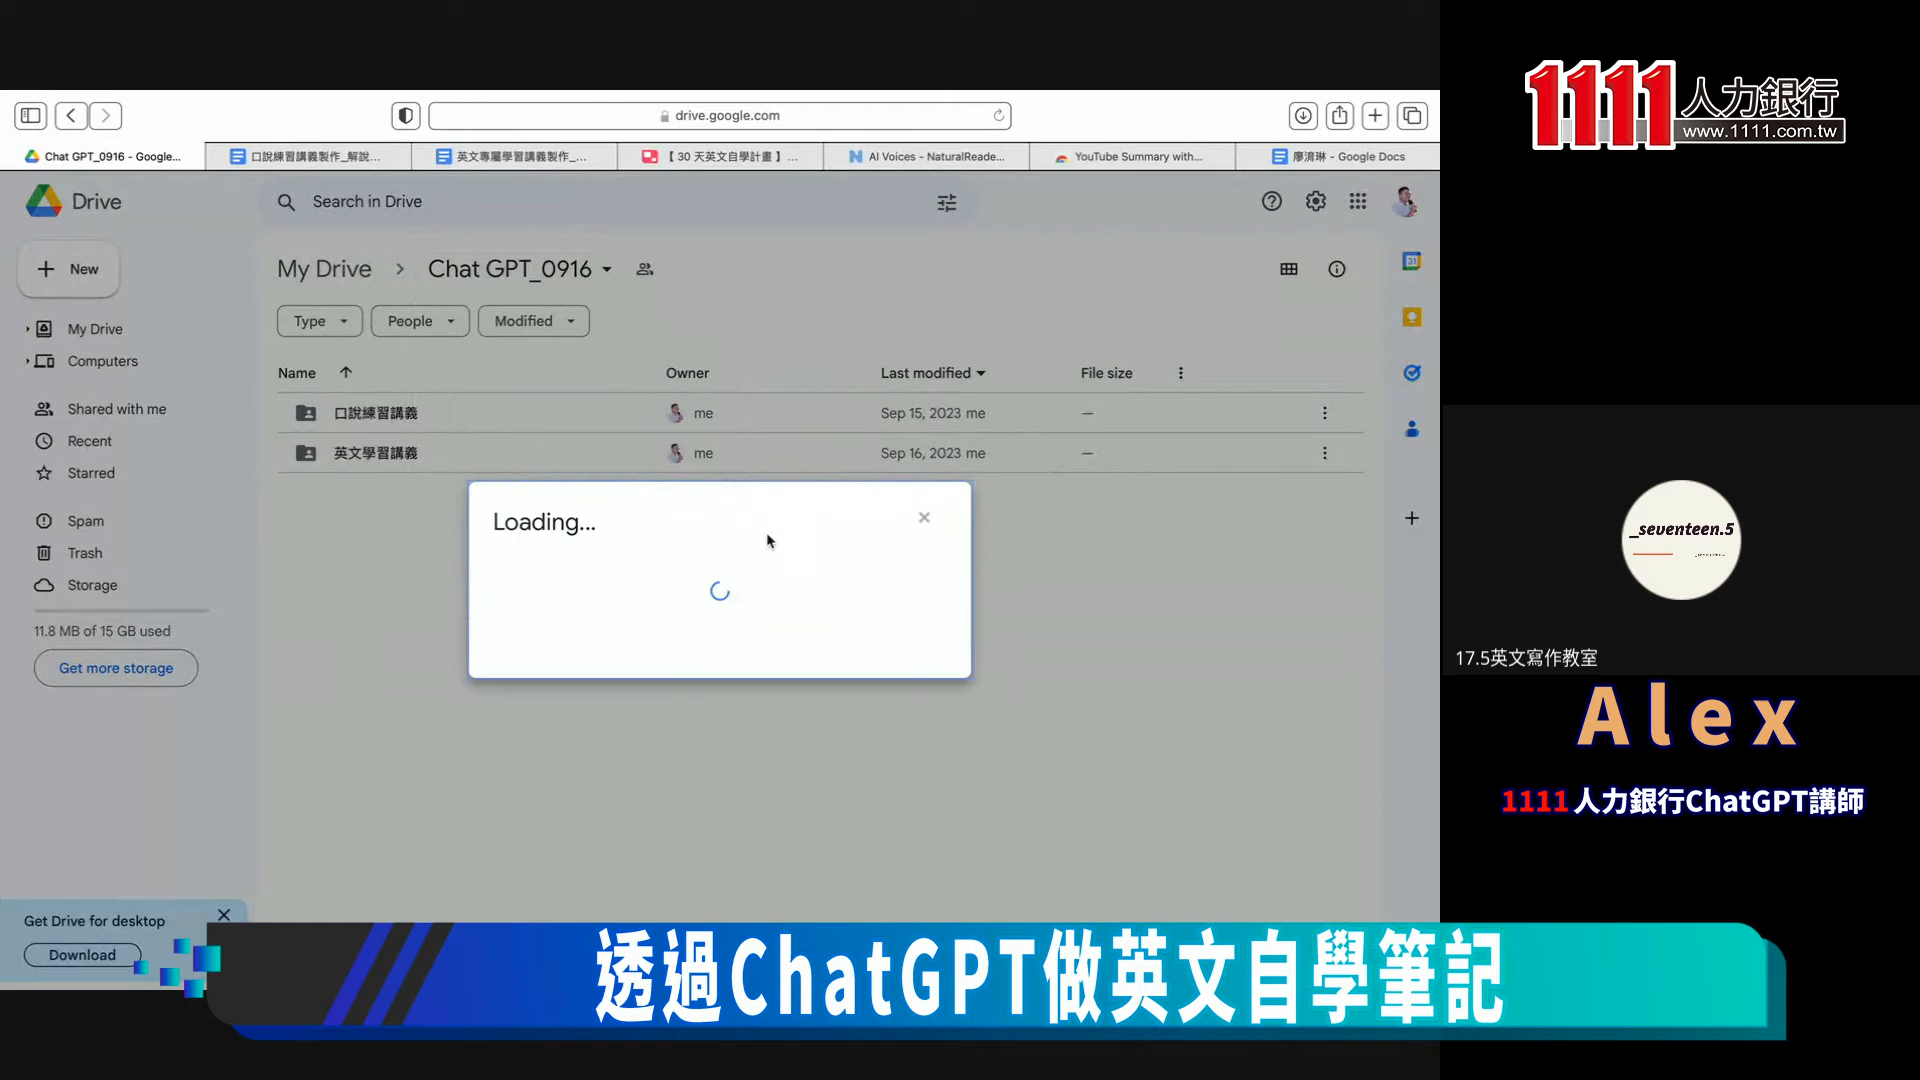 drive.google.com
Chat GPT_0916 - Google...
口說練習講義製作_解說...
英文專屬學習講義製作_...
【 30 天英文自學計畫 】...
AI Voices - NaturalReade...
YouTube Summary with...
廖淯琳 - Google Docs
Drive
Search in Drive
New
My Drive
Computers
Shared with me
Recent
Starred
Spam
Trash
Storage
11.8 MB of 15 GB used
Get more storage
My Drive > Chat GPT_0916
Type
People
Modified
Name
Owner
Last modified
File size
口說練習講義
me
Sep 15, 2023 me
—
英文學習講義
me
Sep 16, 2023 me
—
Loading...
31
Get Drive for desktop
Download
1111人力銀行
www.1111.com.tw
_seventeen.5
17.5英文寫作教室
Alex
1111人力銀行ChatGPT講師
透過ChatGPT做英文自學筆記